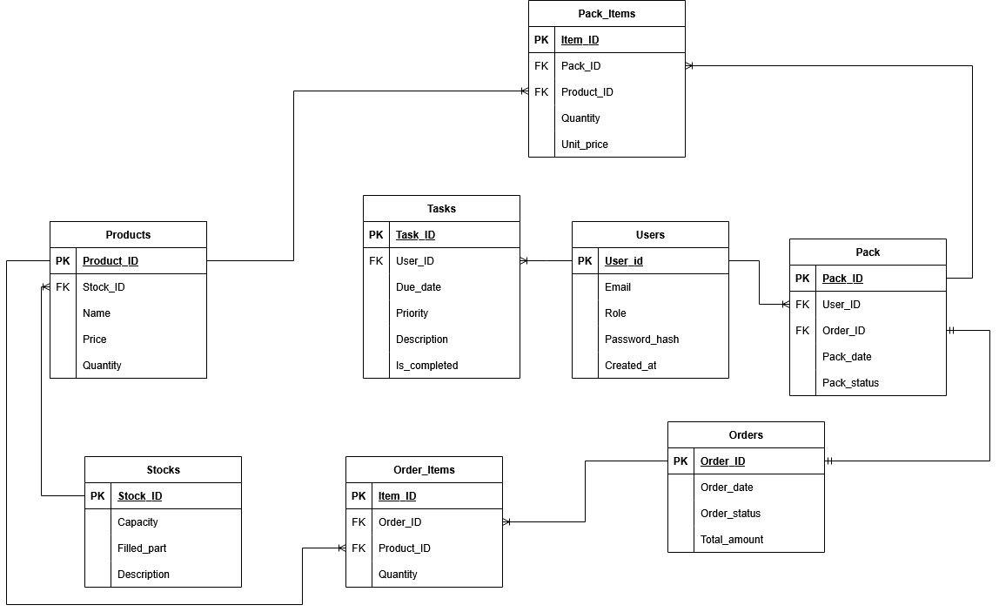 Pack_Items
PK Item_ID
FK Pack_ID
FK Product_ID
Quantity
Unit_price
Tasks
PK Task_ID
FK User_ID
Due_date
Priority
Description
Is_completed
Products
PK Product_ID
FK Stock_ID
Name
Price
Quantity
Users
PK User_id
Email
Role
Password_hash
Created_at
Pack
PK Pack_ID
FK User_ID
FK Order_ID
Pack_date
Pack_status
Orders
PK Order_ID
Order_date
Order_status
Total_amount
Stocks
PK Stock_ID
Capacity
Filled_part
Description
Order_Items
PK Item_ID
FK Order_ID
FK Product_ID
Quantity